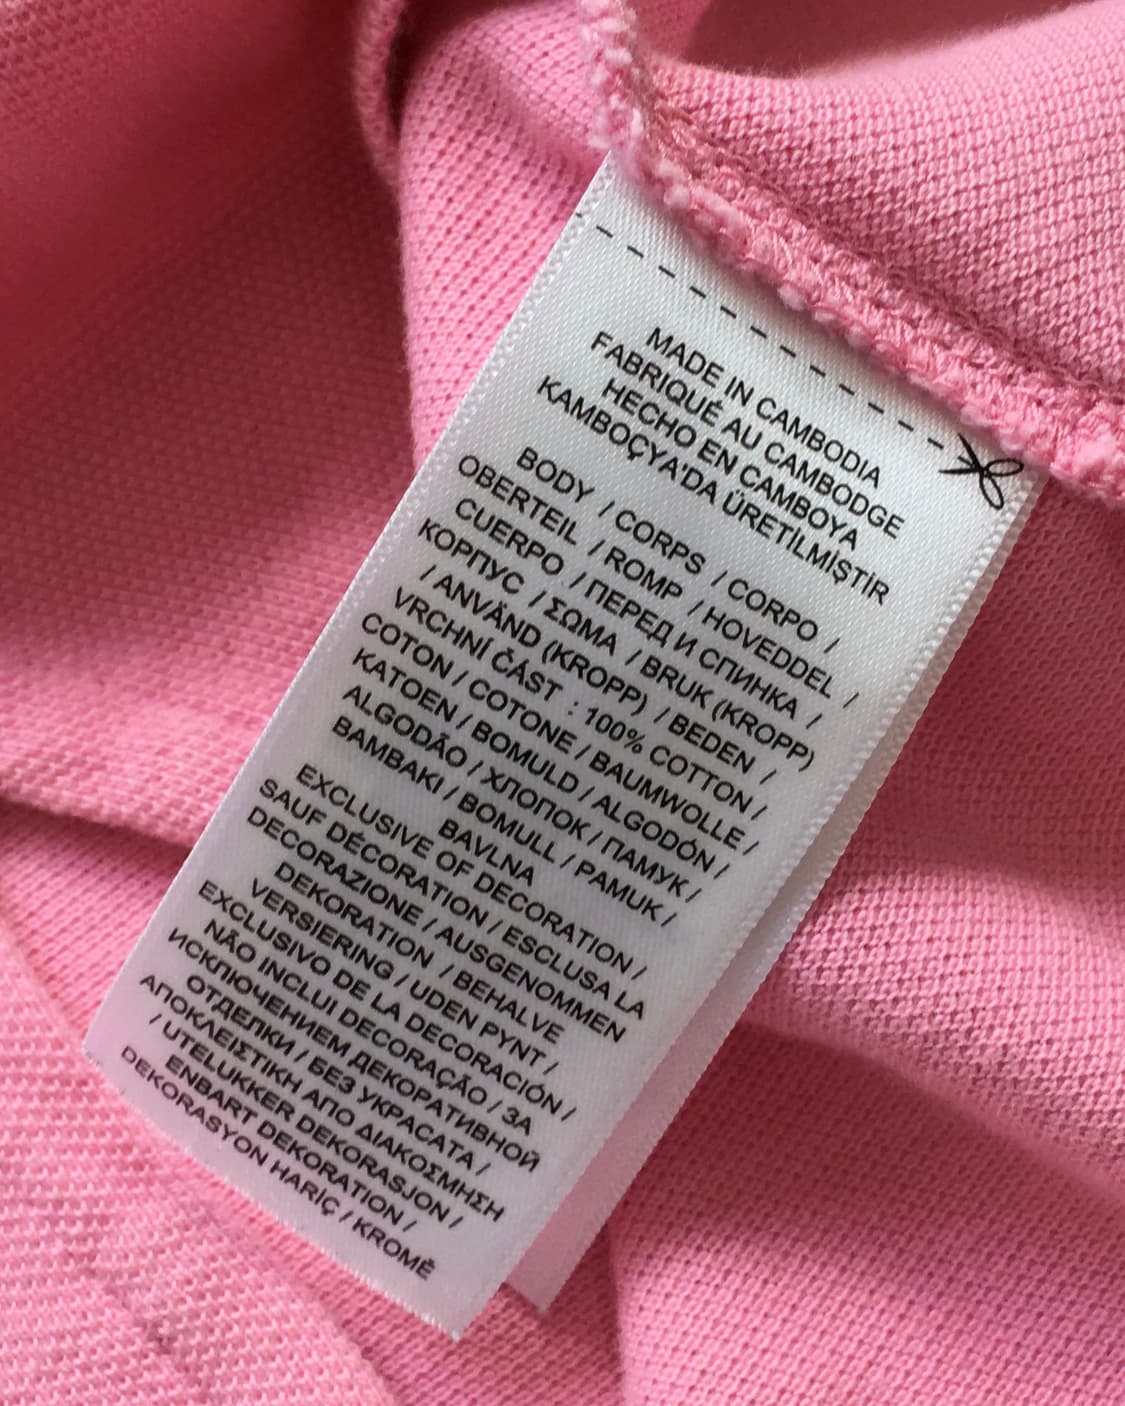 MADE IN CAMBODIA
FABRIQUÉ AU CAMBODGE
HECHO EN CAMBOYA
KAMBOÇYA'DA ÜRETİLMİŞTİR
BODY / CORPS / CORPO /
OBERTEIL / ROMP / HOVEDDEL /
CUERPO / ПЕРЕД И СПИНКА /
КОРПУС / ΣΩΜΑ / BRUK (KROPP)
/ ANVÄND (KROPP) / BEDEN /
VRCHNÍ ČÁST : 100% COTTON /
COTON / COTONE / BAUMWOLLE /
KATOEN / BOMULD / ALGODÓN /
ALGODÃO / ХЛОПОК / ПАМУК /
BAMBAKI / BOMULL / PAMUK /
BAVLNA
EXCLUSIVE OF DECORATION /
SAUF DÉCORATION / ESCLUSA LA
DECORAZIONE / AUSGENOMMEN
DEKORATION / BEHALVE
VERSIERING / UDEN PYNT /
EXCLUSIVO DE LA DECORACIÓN /
NÃO INCLUI DECORAÇÃO / ЗА
ИСКЛЮЧЕНИЕМ ДЕКОРАТИВНОЙ
ОТДЕЛКИ / БЕЗ УКРАСАТА /
ΑΠΟΚΛΕΙΣΤΙΚΗ ΑΠΟ ΔΙΑΚΟΣΜΗΣΗ
/ UTELUKKER DEKORASJON /
ENBART DEKORATION /
DEKORASYON HARİÇ / KROMĚ